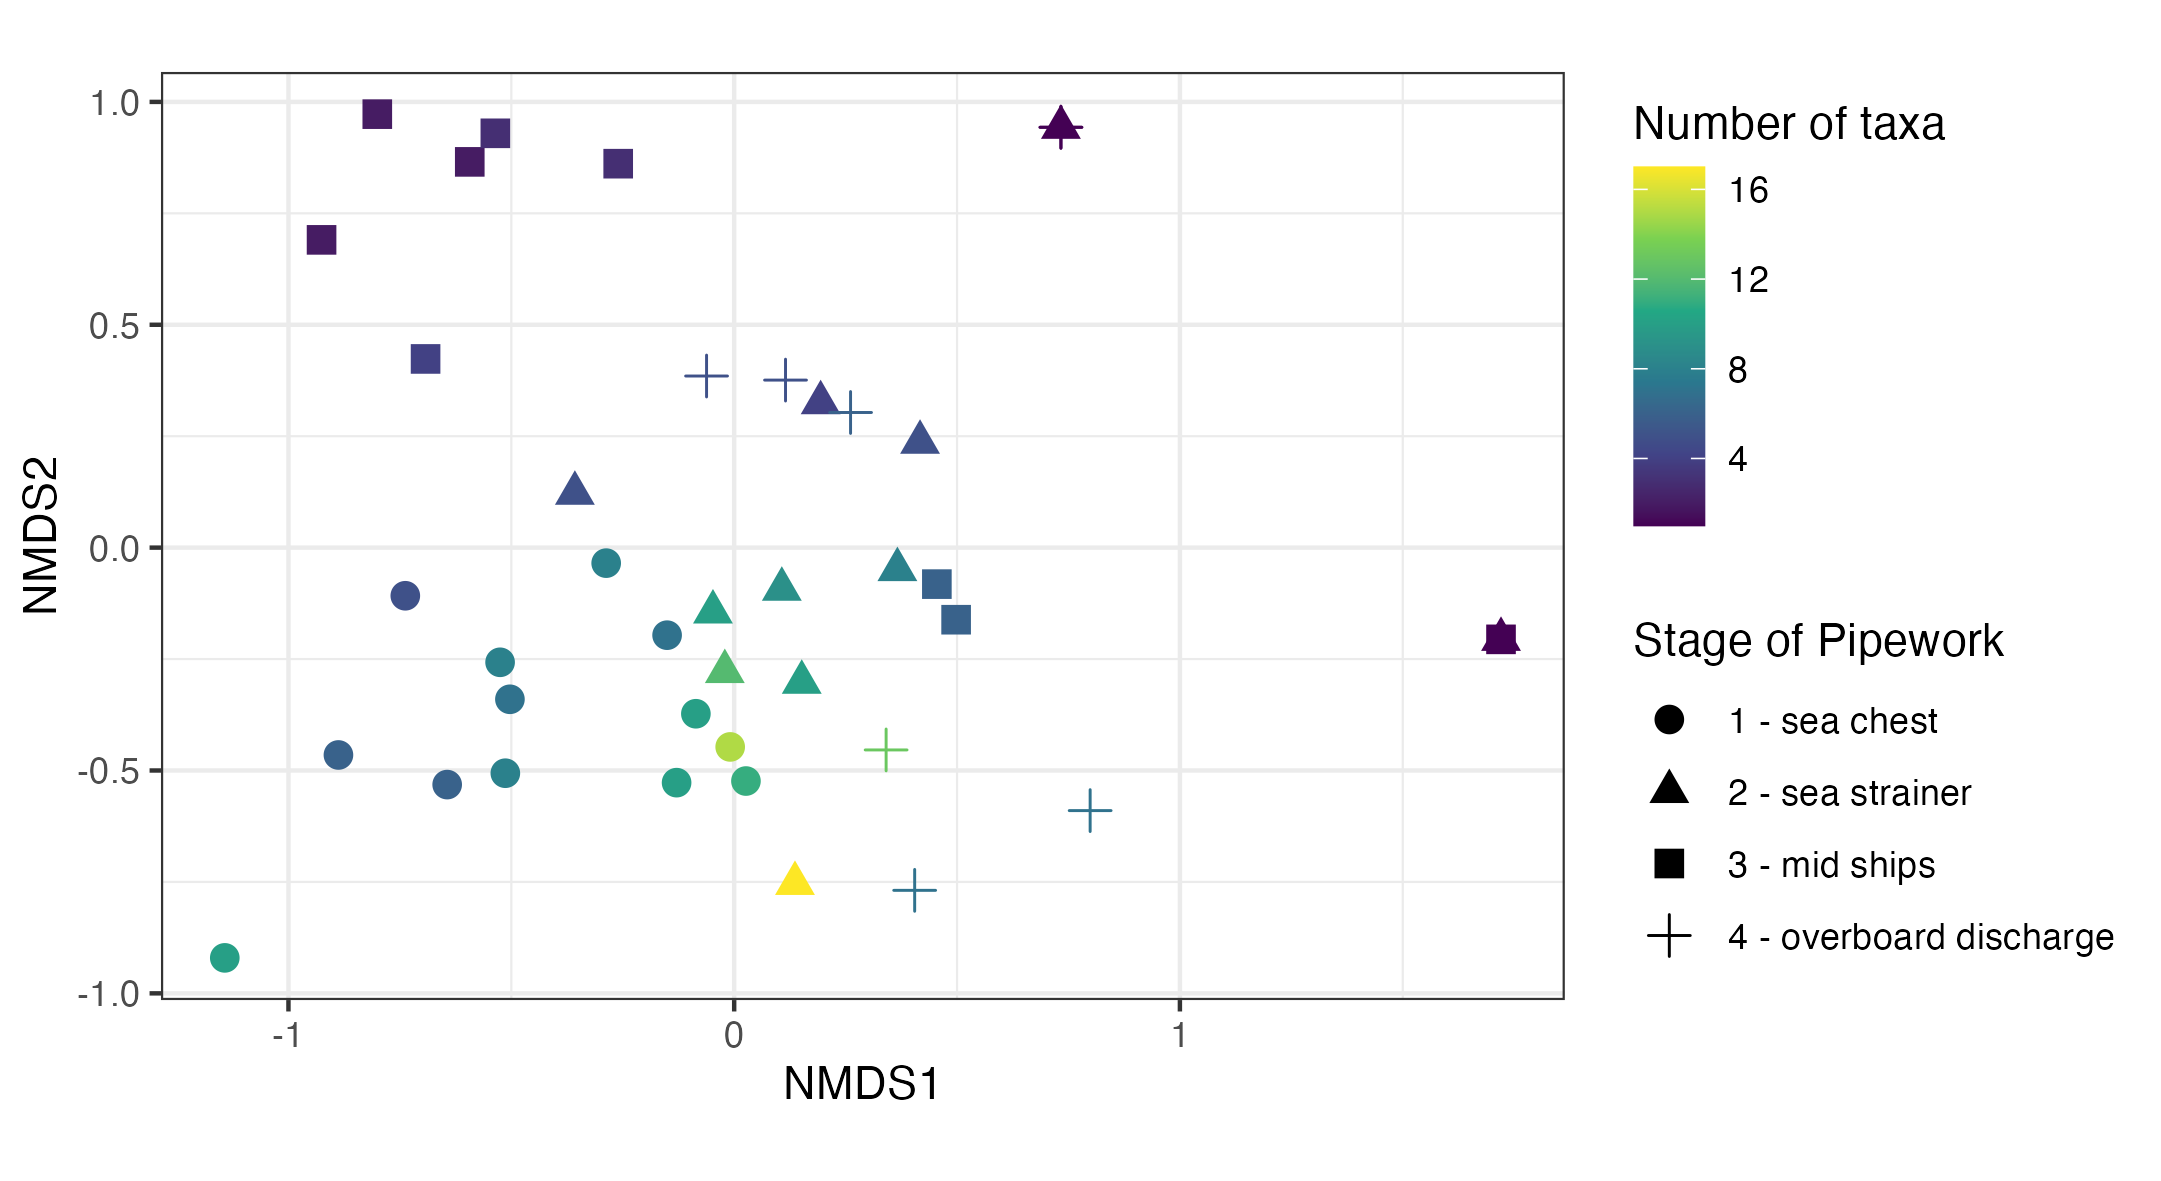 1.0
0.5
0.0
-0.5
-1.0
NMDS2
-1
0
1
NMDS1
Number of taxa
16
12
8
4
Stage of Pipework
1 - sea chest
2 - sea strainer
3 - mid ships
4 - overboard discharge